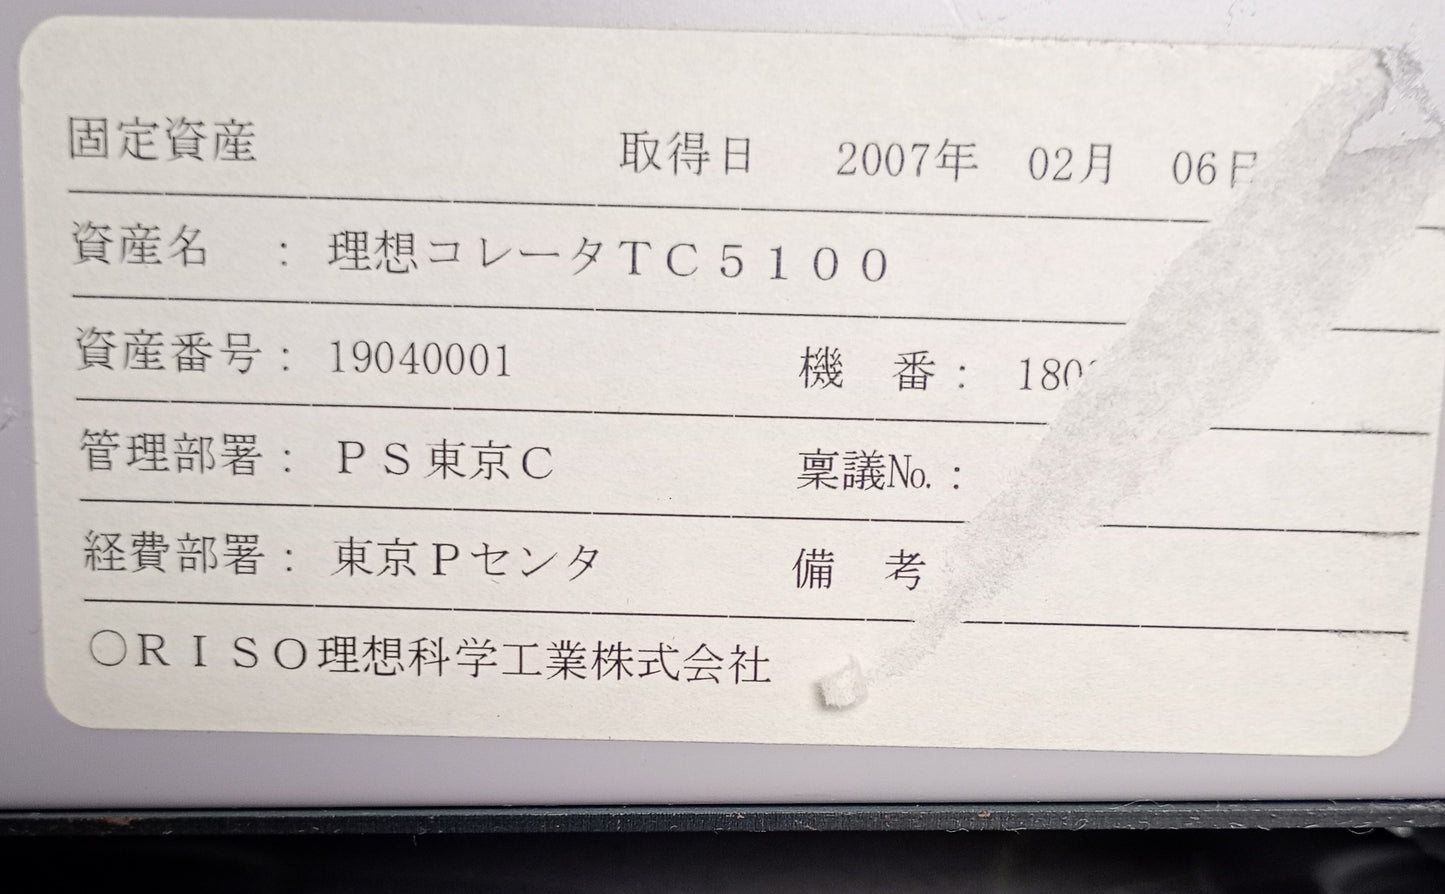 固定資産 取得日 2007年 02月 06日
資産名 : 理想コレータTC5100
資産番号: 19040001 機 番: 180
管理部署: PS東京C 稟議№:
経費部署: 東京Pセンタ 備 考
○RISO理想科学工業株式会社